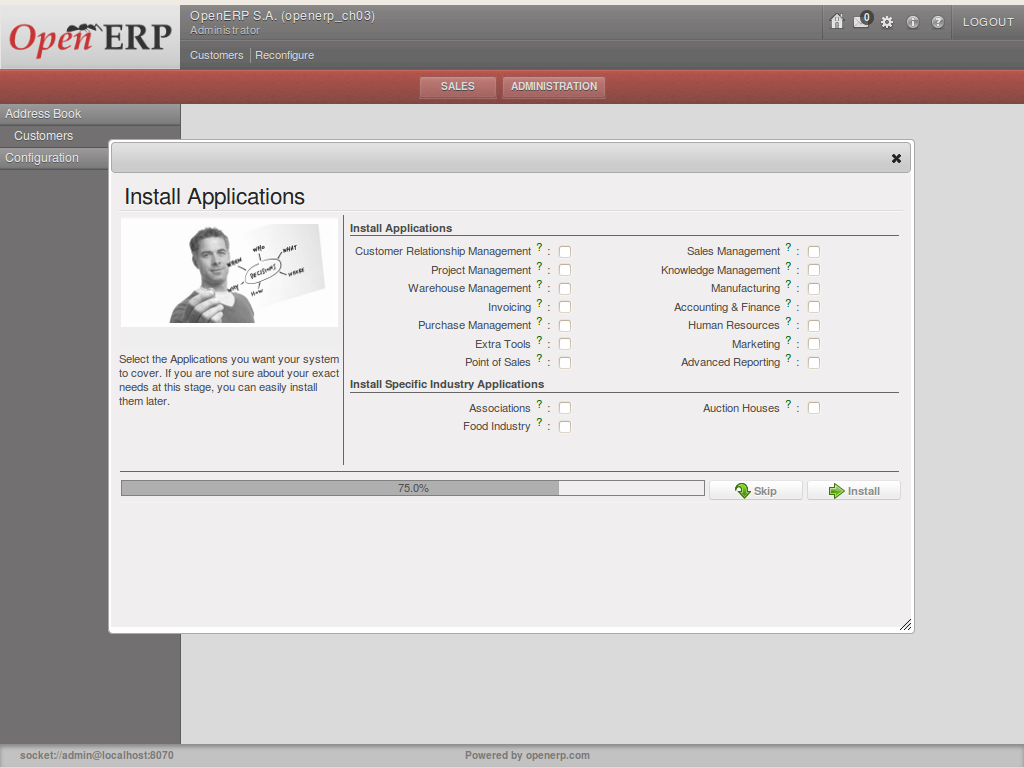 Open ERP
OpenERP S.A. (openerp_ch03)
Administrator
0
LOGOUT
Customers
Reconfigure
SALES
ADMINISTRATION
Address Book
Customers
Configuration
Install Applications
WHO
WHAT
WHEN
DECISIONS
WHERE
WHY
HOW
Select the Applications you want your system
to cover. If you are not sure about your exact
needs at this stage, you can easily install
them later.
Install Applications
Customer Relationship Management ? :
Sales Management ? :
Project Management ? :
Knowledge Management ? :
Warehouse Management ? :
Manufacturing ? :
Invoicing ? :
Accounting & Finance ? :
Purchase Management ? :
Human Resources ? :
Extra Tools ? :
Marketing ? :
Point of Sales ? :
Advanced Reporting ? :
Install Specific Industry Applications
Associations ? :
Auction Houses ? :
Food Industry ? :
75.0%
Skip
Install
socket://admin@localhost:8070
Powered by openerp.com